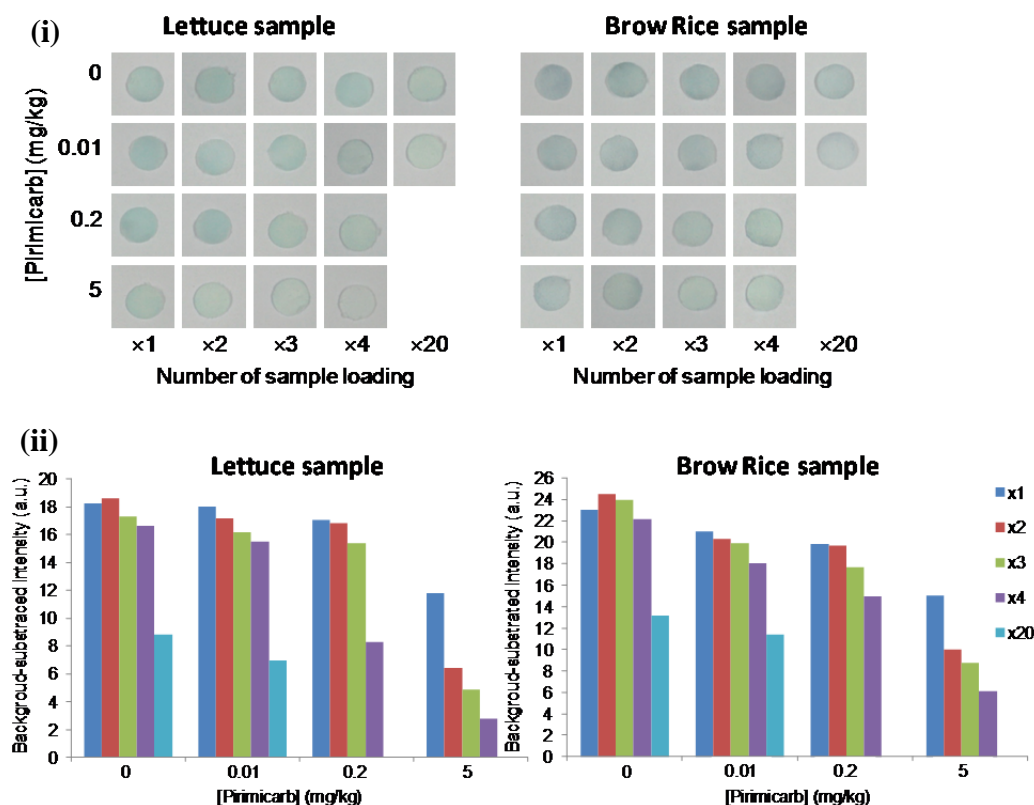 (i)
Lettuce sample
Brow Rice sample
[Pirimicarb] (mg/kg)
0
0.01
0.2
5
×1 ×2 ×3 ×4 ×20
×1 ×2 ×3 ×4 ×20
Number of sample loading
Number of sample loading
(ii)
Lettuce sample
Backgroud-substraced Intensity (a.u.)
20
18
16
14
12
10
8
6
4
2
0
0 0.01 0.2 5
[Pirimicarb] (mg/kg)
Brow Rice sample
Backgroud-substrated Intensity (a.u.)
26
24
22
20
18
16
14
12
10
8
6
4
2
0
0 0.01 0.2 5
[Pirimicarb] (mg/kg)
x1
x2
x3
x4
x20